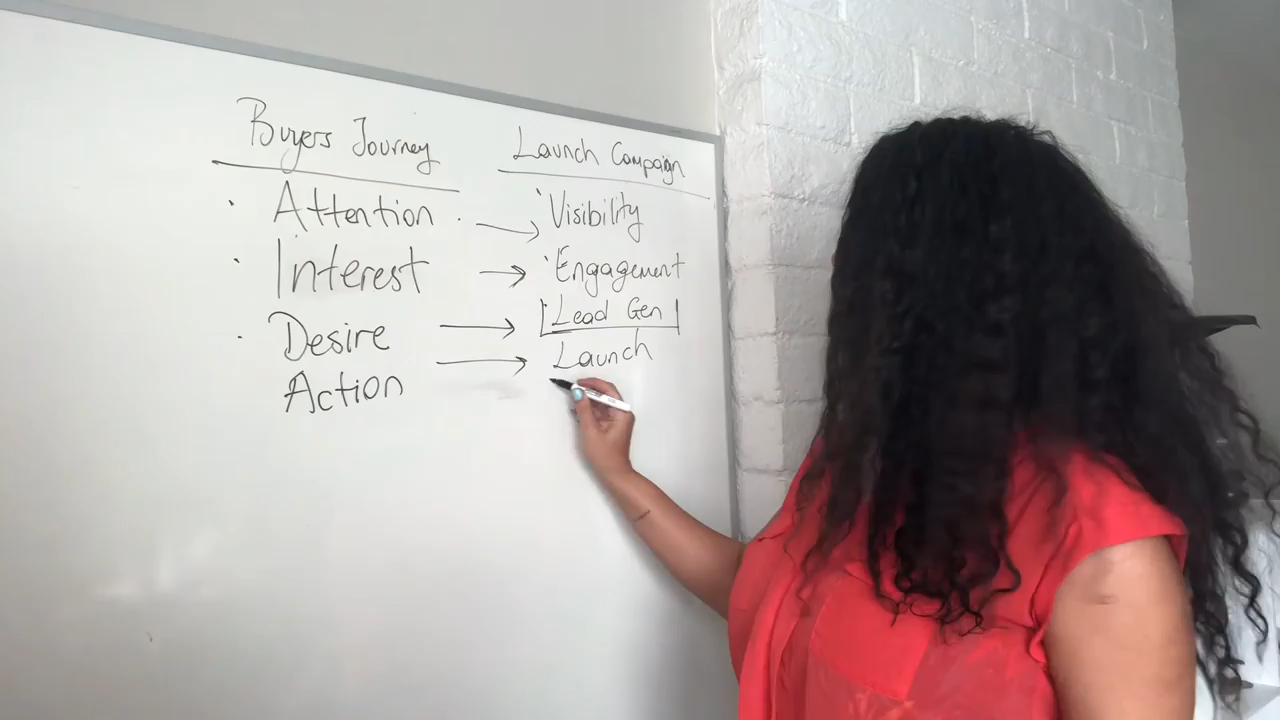 Buyers Journey
Launch Campaign
Attention
Visibility
Interest
Engagement
Desire
Lead Gen
Action
Launch